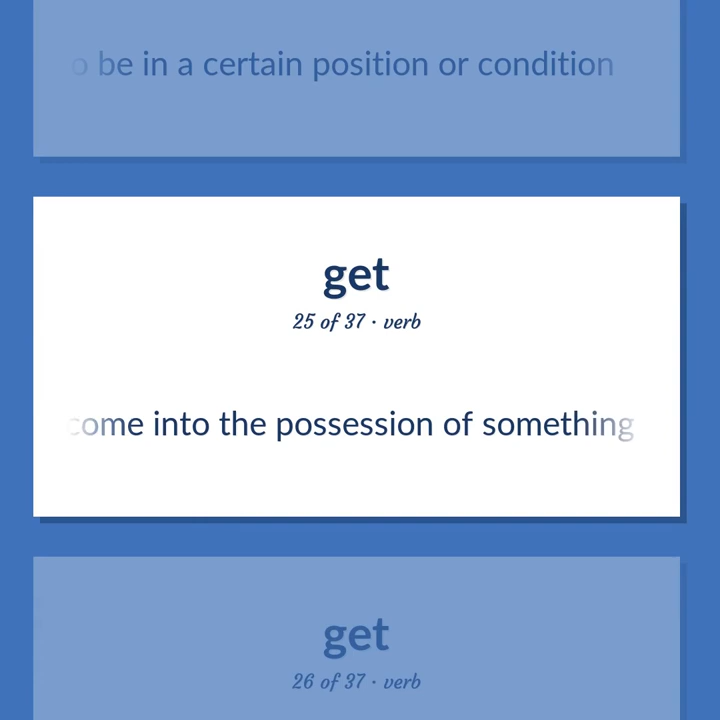 o be in a certain position or condition
get
25 of 37 · verb
come into the possession of something
get
26 of 37 · verb